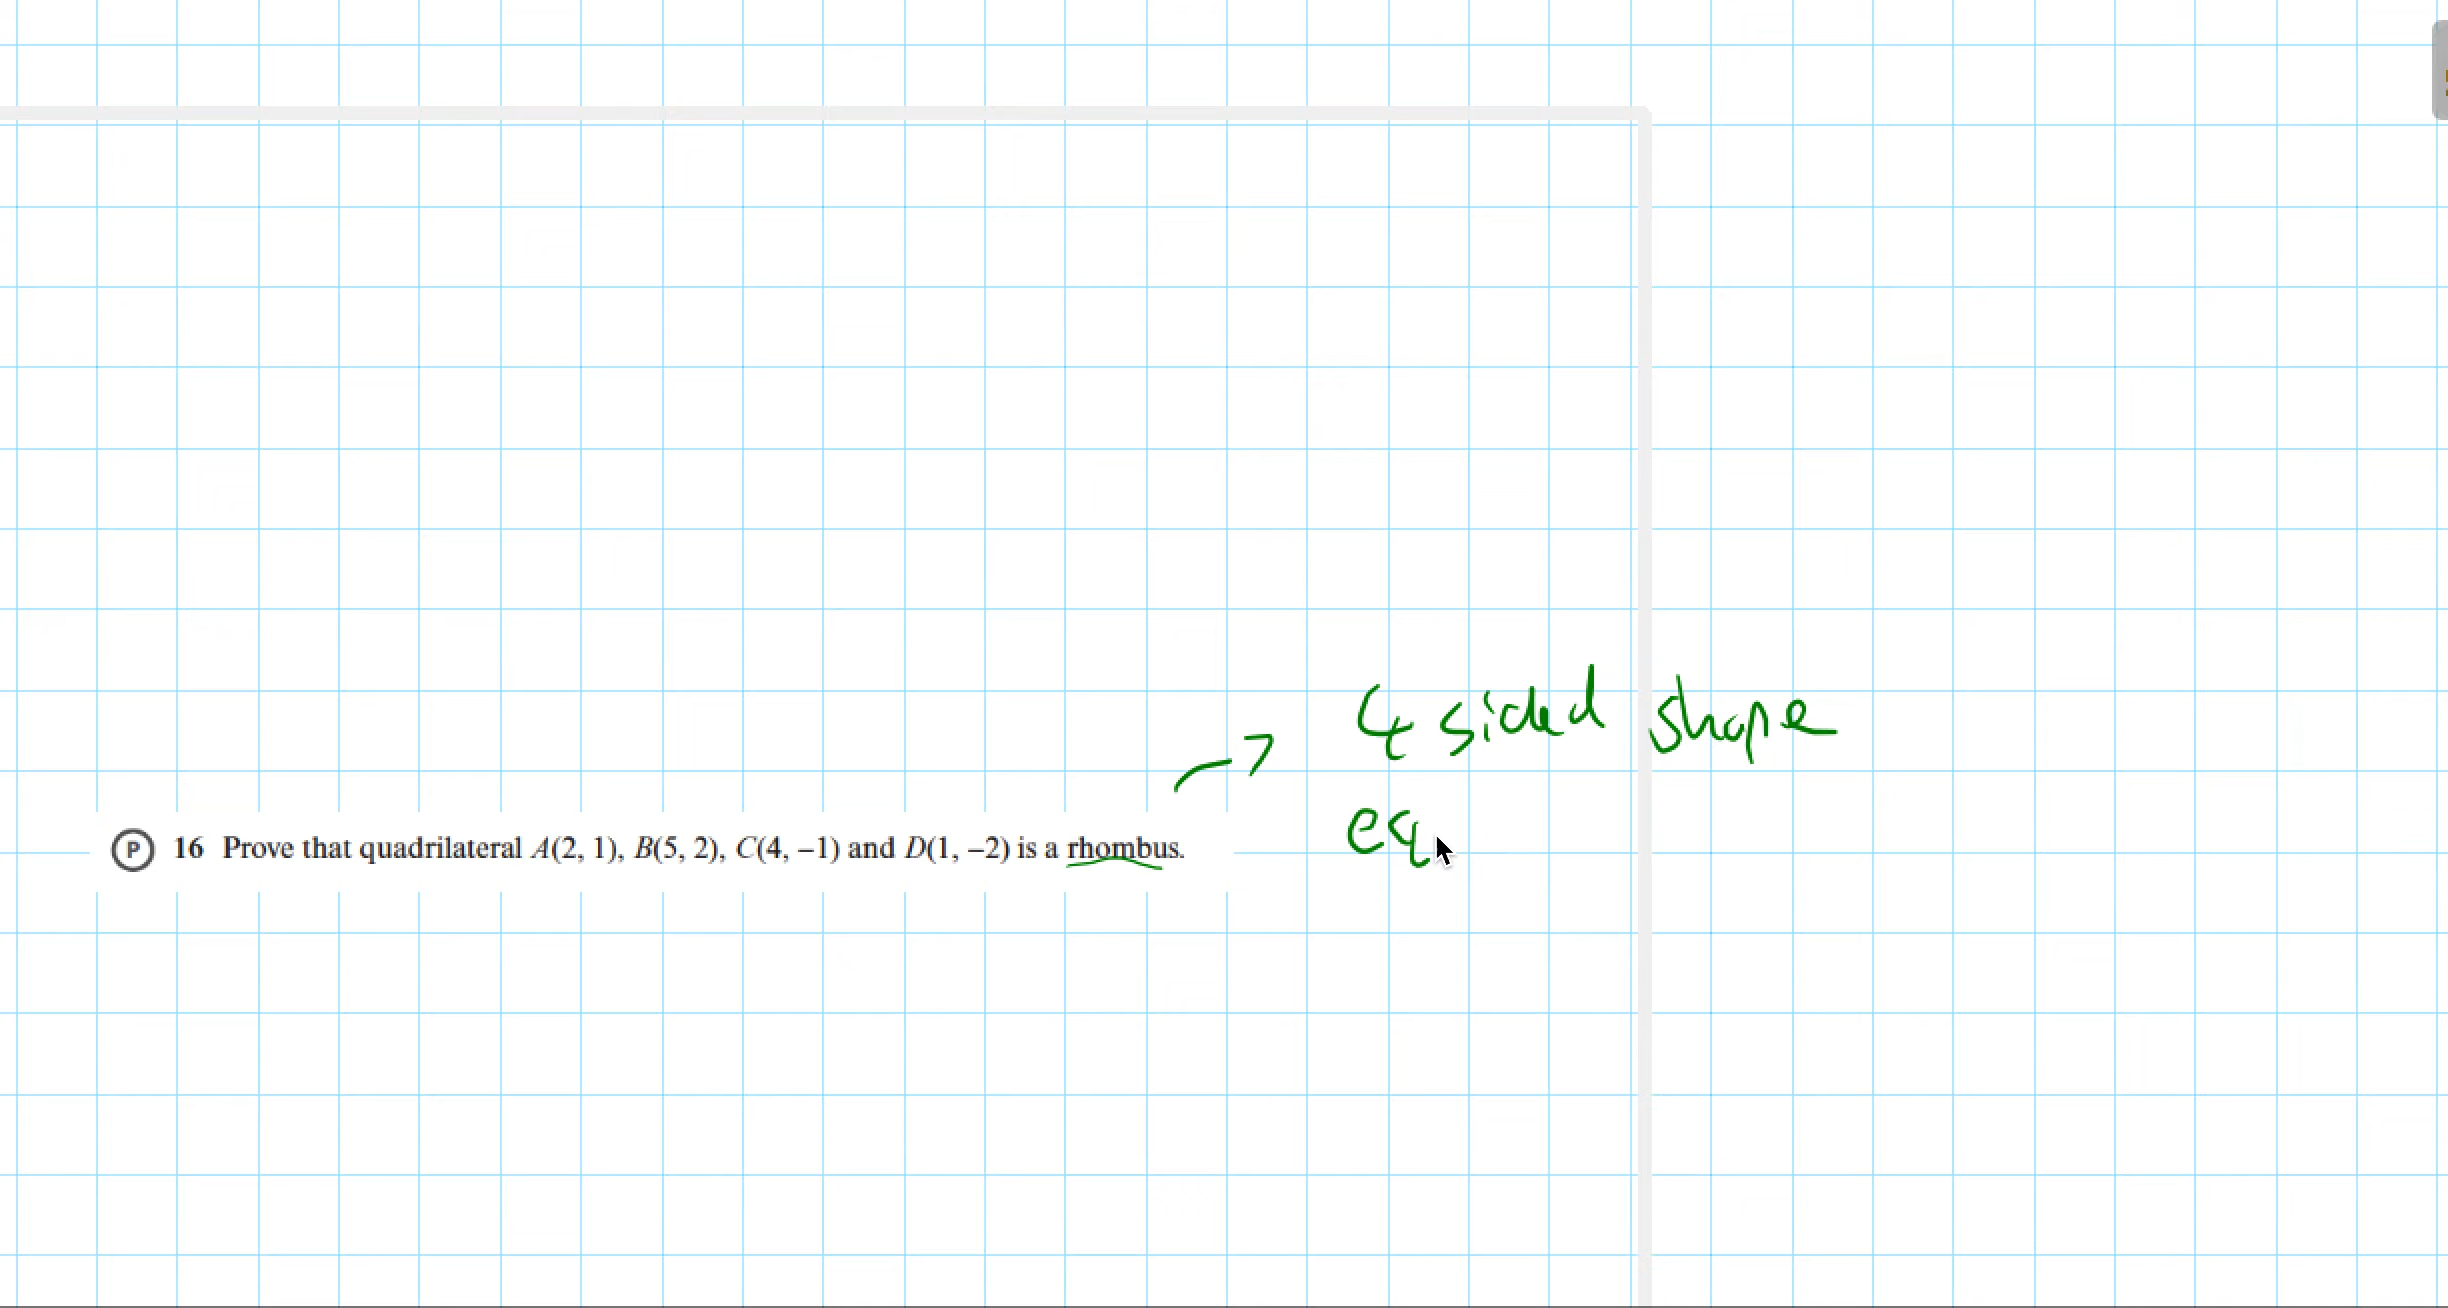 4 sided shape
eq
P 16 Prove that quadrilateral A(2, 1), B(5, 2), C(4, −1) and D(1, −2) is a rhombus.